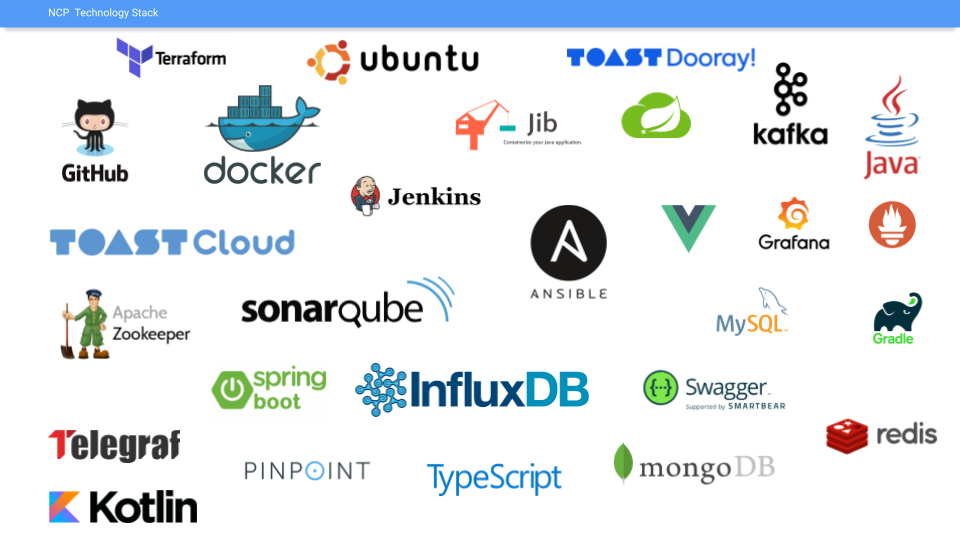 NCP Technology Stack
Terraform
ubuntu
TOAST Dooray!
GitHub
docker
Jib
Containerize your Java application.
kafka
Java
Jenkins
TOAST Cloud
ANSIBLE
Grafana
Apache
Zookeeper
sonarqube
MySQL
Gradle
spring
boot
InfluxDB
Swagger
Supported by SMARTBEAR
redis
Telegraf
PINPOINT
TypeScript
mongoDB
Kotlin